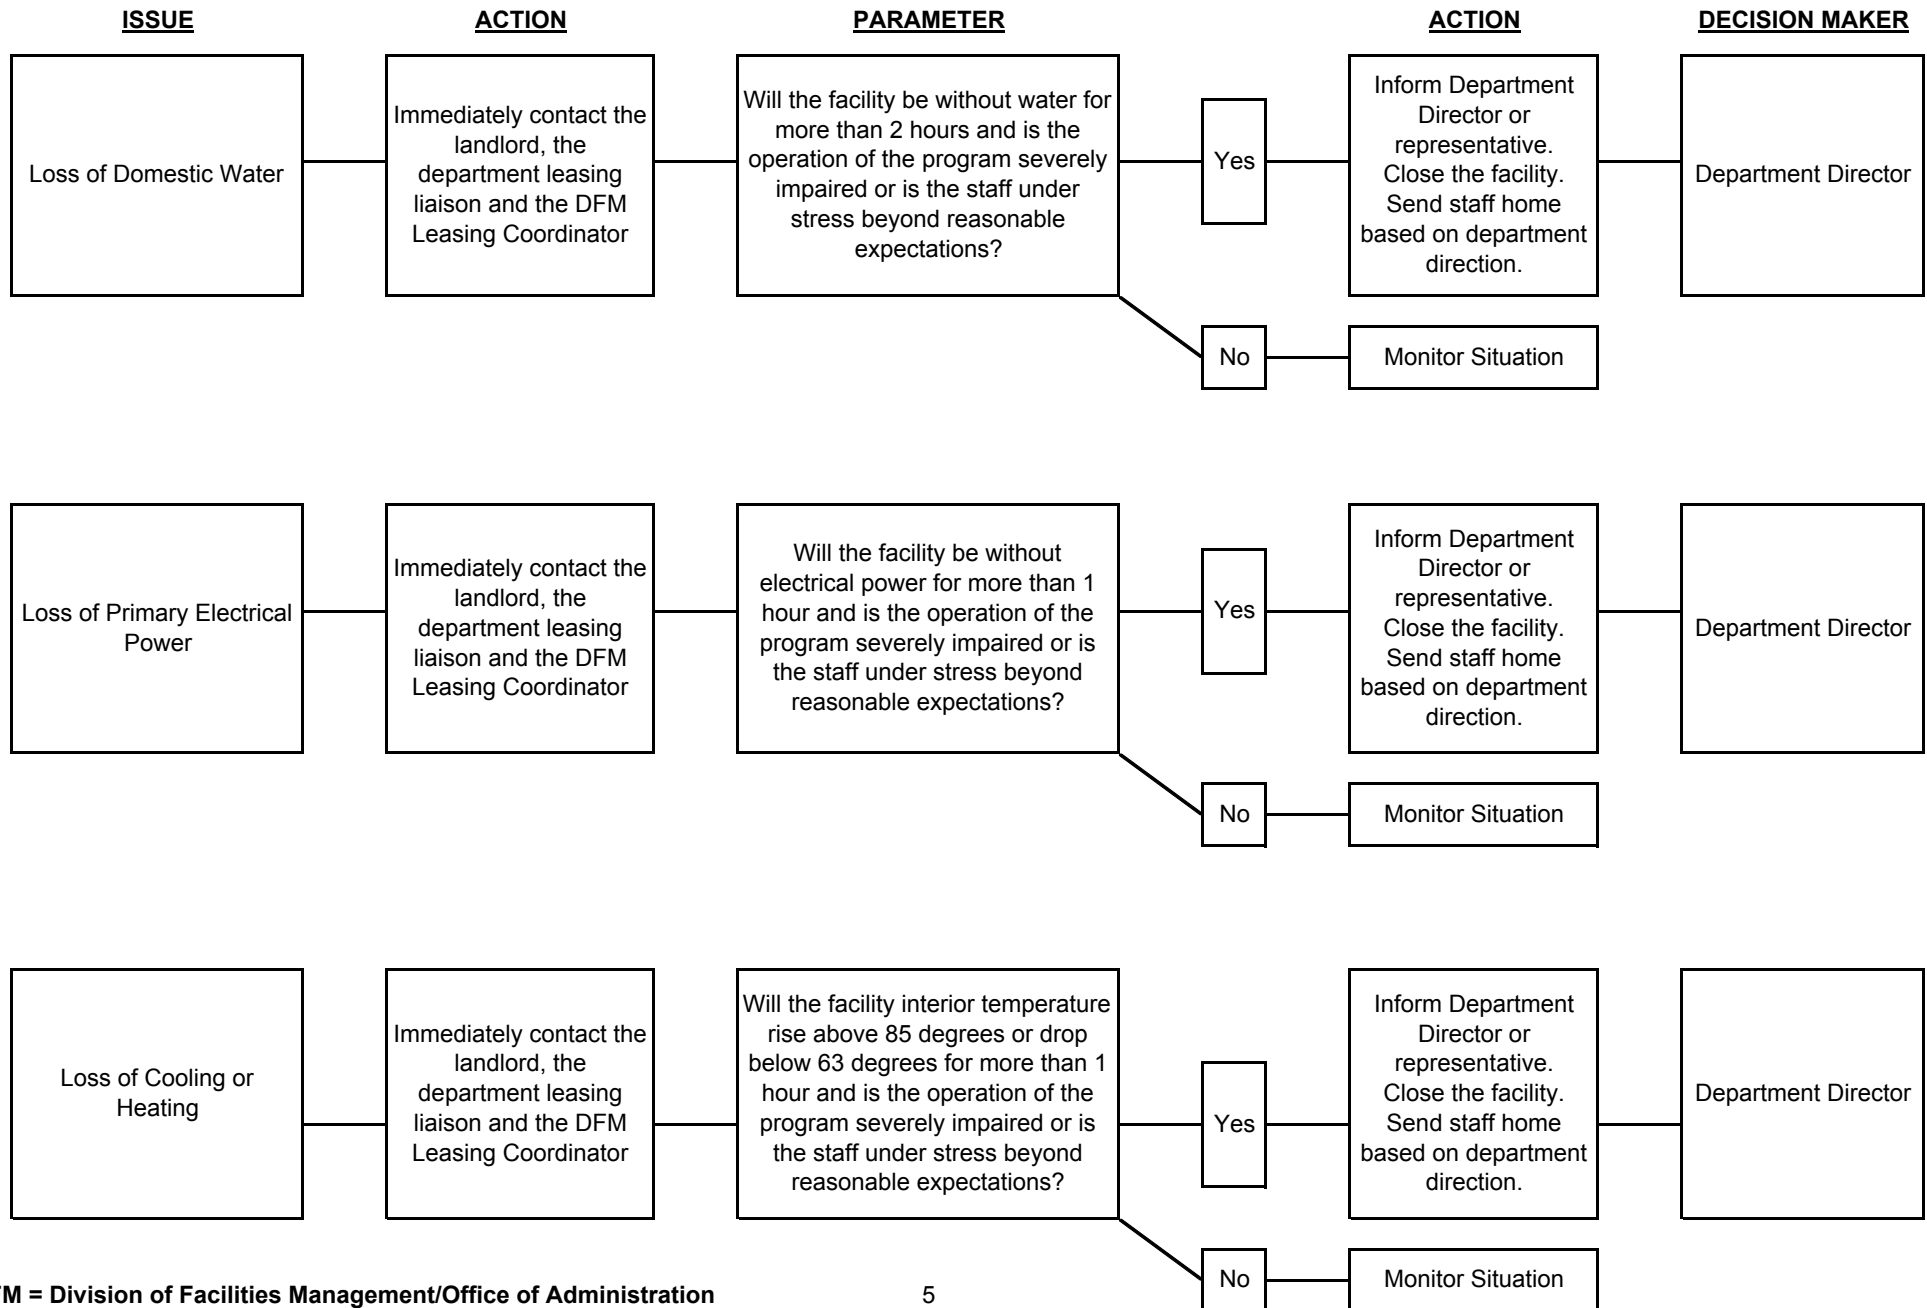 ISSUE
ACTION
PARAMETER
ACTION
DECISION MAKER
Loss of Domestic Water
Immediately contact the
landlord, the
department leasing
liaison and the DFM
Leasing Coordinator
Will the facility be without water for
more than 2 hours and is the
operation of the program severely
impaired or is the staff under
stress beyond reasonable
expectations?
Yes
Inform Department
Director or
representative.
Close the facility.
Send staff home
based on department
direction.
Department Director
No
Monitor Situation
Loss of Primary Electrical
Power
Immediately contact the
landlord, the
department leasing
liaison and the DFM
Leasing Coordinator
Will the facility be without
electrical power for more than 1
hour and is the operation of the
program severely impaired or is
the staff under stress beyond
reasonable expectations?
Yes
Inform Department
Director or
representative.
Close the facility.
Send staff home
based on department
direction.
Department Director
No
Monitor Situation
Loss of Cooling or
Heating
Immediately contact the
landlord, the
department leasing
liaison and the DFM
Leasing Coordinator
Will the facility interior temperature
rise above 85 degrees or drop
below 63 degrees for more than 1
hour and is the operation of the
program severely impaired or is
the staff under stress beyond
reasonable expectations?
Yes
Inform Department
Director or
representative.
Close the facility.
Send staff home
based on department
direction.
Department Director
No
Monitor Situation
M = Division of Facilities Management/Office of Administration
5